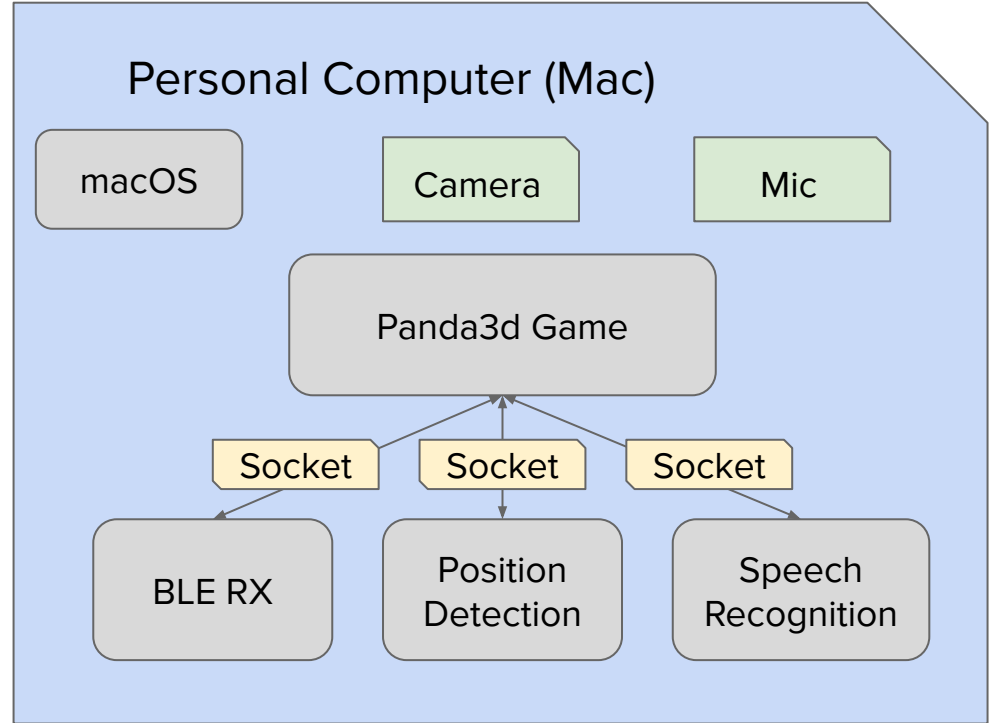 Personal Computer (Mac)
macOS
Camera
Mic
Panda3d Game
Socket
Socket
Socket
BLE RX
Position
Detection
Speech
Recognition